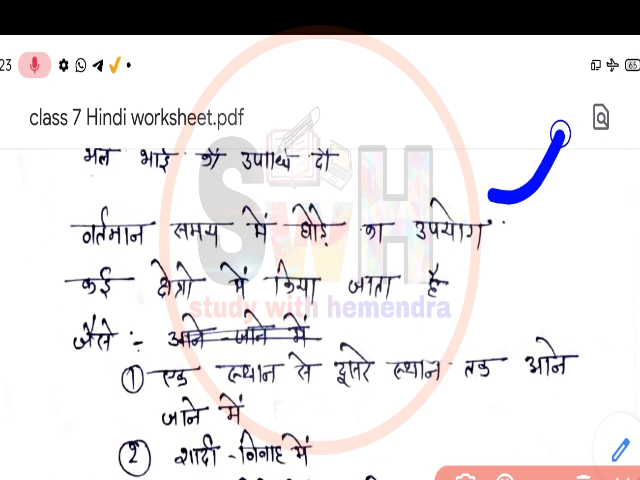 23
65
class 7 Hindi worksheet.pdf
भाई की उपाधि दी
वर्तमान समय में घोड़े का उपयोग
कई क्षेत्रो में किया जाता है
जैसे :- आने जाने में
① एक स्थान से दूसरे स्थान तक आने
जाने में
② शादी - विवाह में
SWH
study with hemendra